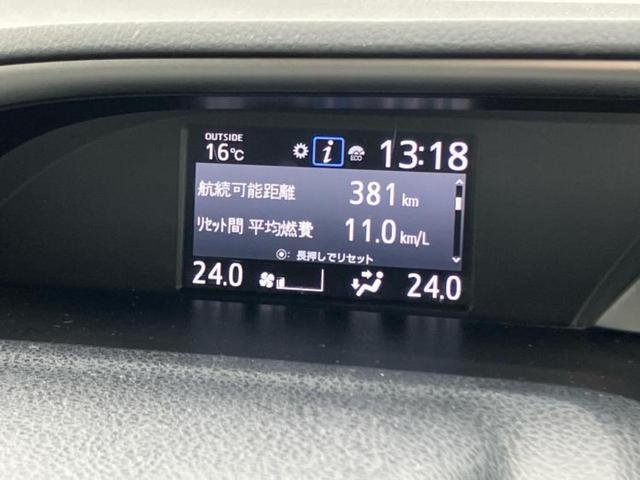 OUTSIDE
16℃
i
ECO
13:18
航続可能距離 381 km
リセット間 平均燃費 11.0 km/L
：長押しでリセット
24.0
24.0